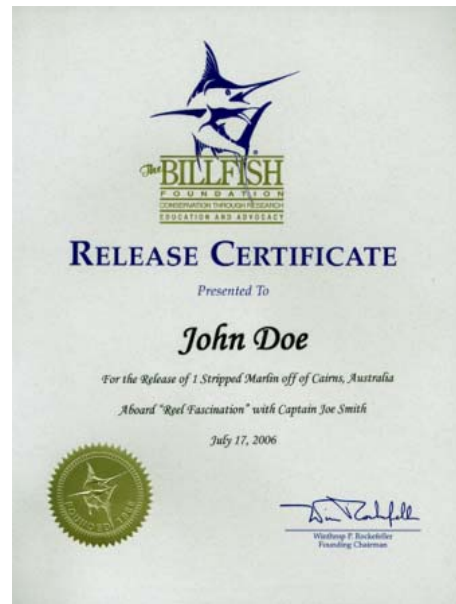 The BILLFISH
FOUNDATION
CONSERVATION THROUGH RESEARCH
EDUCATION AND ADVOCACY
RELEASE CERTIFICATE
Presented To
John Doe
For the Release of 1 Stripped Marlin off of Cairns, Australia
Aboard "Reel Fascination" with Captain Joe Smith
July 17, 2006
FOUNDED 1986
Winthrop P. Rockefeller
Founding Chairman